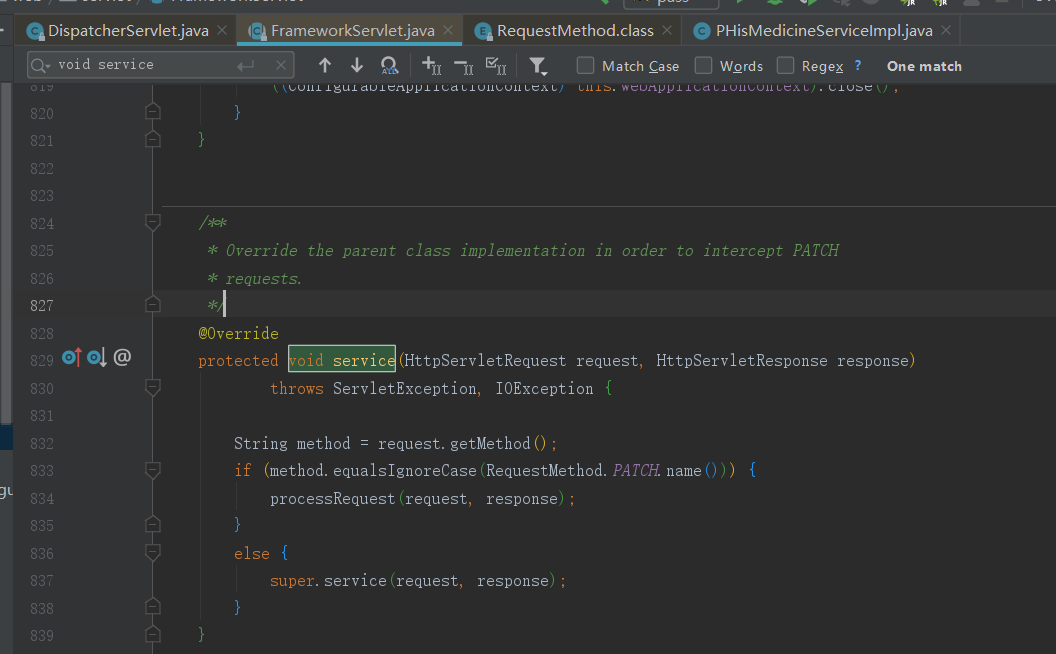 DispatcherServlet.java FrameworkServlet.java RequestMethod.class PHisMedicineServiceImpl.java
void service Match Case Words Regex ? One match
819 ((ConfigurableApplicationContext) this.webApplicationContext).close();
820 }
821 }
822
823
824 /**
825 * Override the parent class implementation in order to intercept PATCH
826 * requests.
827 */
828 @Override
829 @ protected void service(HttpServletRequest request, HttpServletResponse response)
830 throws ServletException, IOException {
831
832 String method = request.getMethod();
833 if (method.equalsIgnoreCase(RequestMethod.PATCH.name())) {
834 processRequest(request, response);
835 }
836 else {
837 super.service(request, response);
838 }
839 }